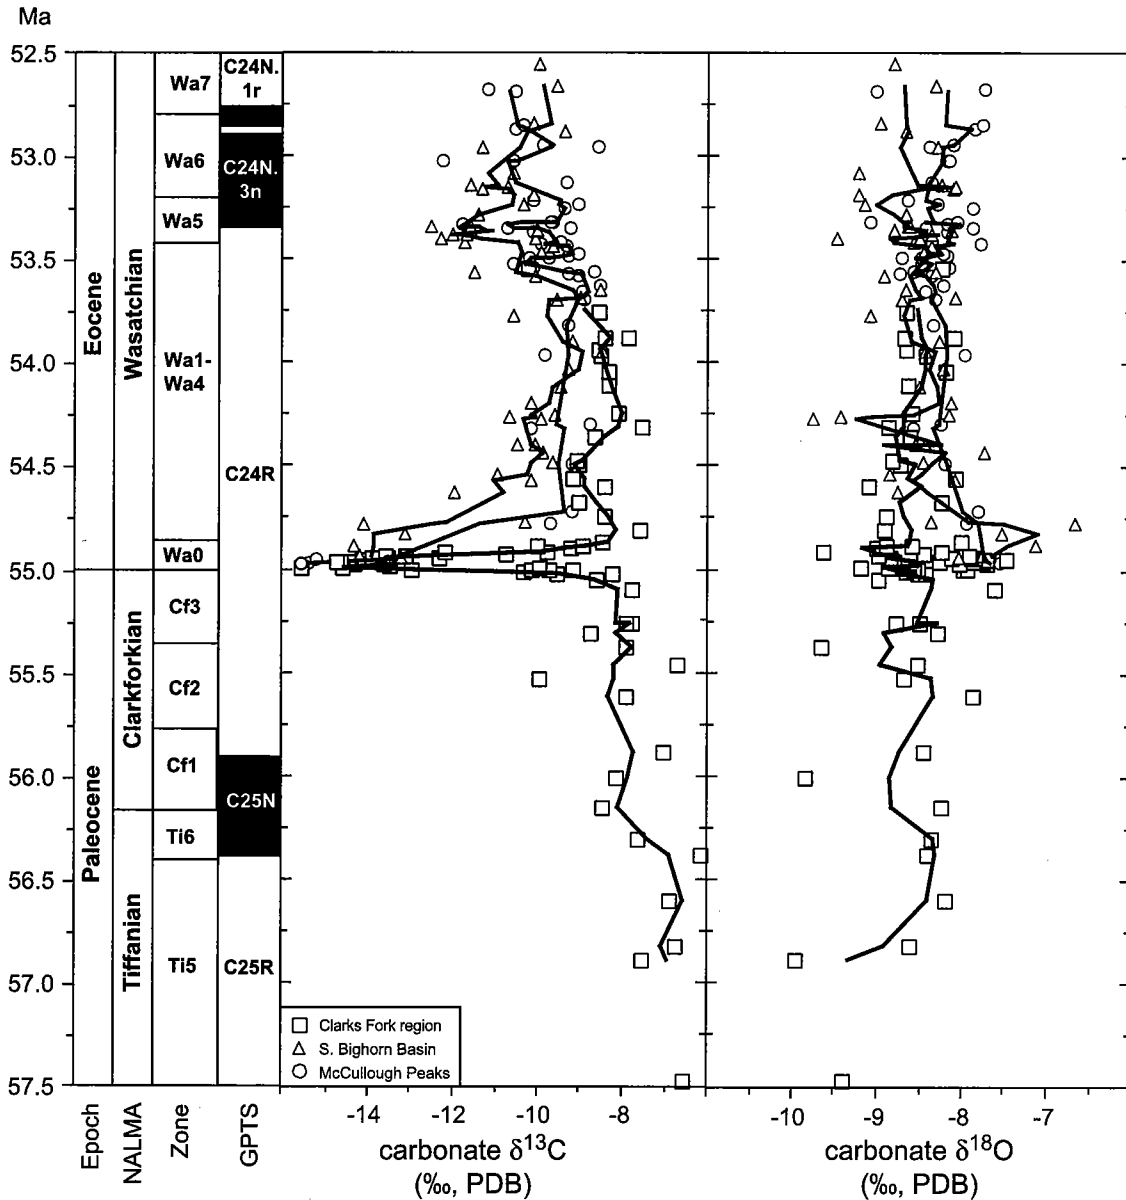 Ma
52.5
53.0
53.5
54.0
54.5
55.0
55.5
56.0
56.5
57.0
57.5
Eocene
Paleocene
Wasatchian
Clarkforkian
Tiffanian
Wa7
Wa6
Wa5
Wa1-
Wa4
Wa0
Cf3
Cf2
Cf1
Ti6
Ti5
C24N.
1r
C24N.
3n
C24R
C25N
C25R
Clarks Fork region
S. Bighorn Basin
McCullough Peaks
Epoch
NALMA
Zone
GPTS
-14 -12 -10 -8
carbonate δ¹³C
(‰, PDB)
-10 -9 -8 -7
carbonate δ¹⁸O
(‰, PDB)